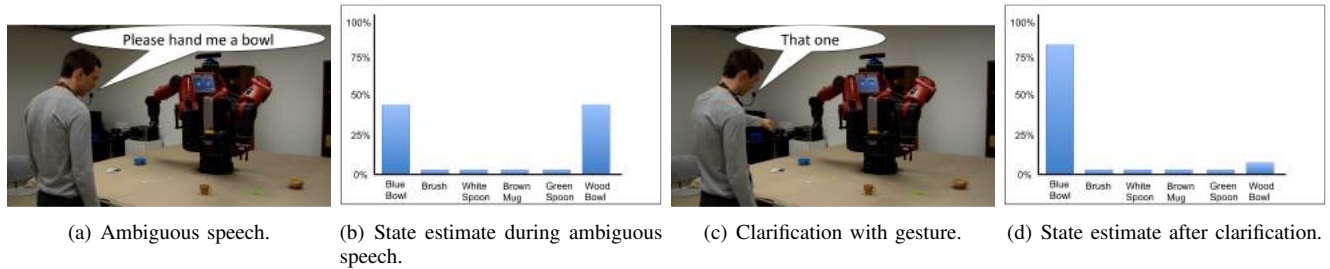 Please hand me a bowl
100%
75%
50%
25%
0%
Blue Bowl
Brush
White Spoon
Brown Mug
Green Spoon
Wood Bowl
That one
100%
75%
50%
25%
0%
Blue Bowl
Brush
White Spoon
Brown Mug
Green Spoon
Wood Bowl
(a) Ambiguous speech.
(b) State estimate during ambiguous
speech.
(c) Clarification with gesture.
(d) State estimate after clarification.